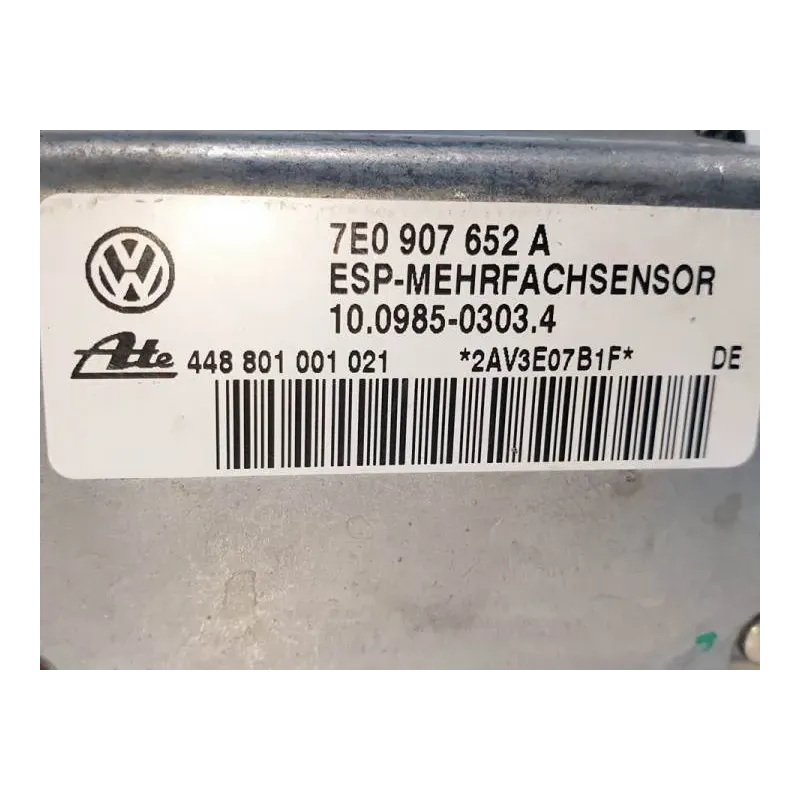 7E0 907 652 A
ESP-MEHRFACHSENSOR
10.0985-0303.4
Ate 448 801 001 021 *2AV3E07B1F* DE